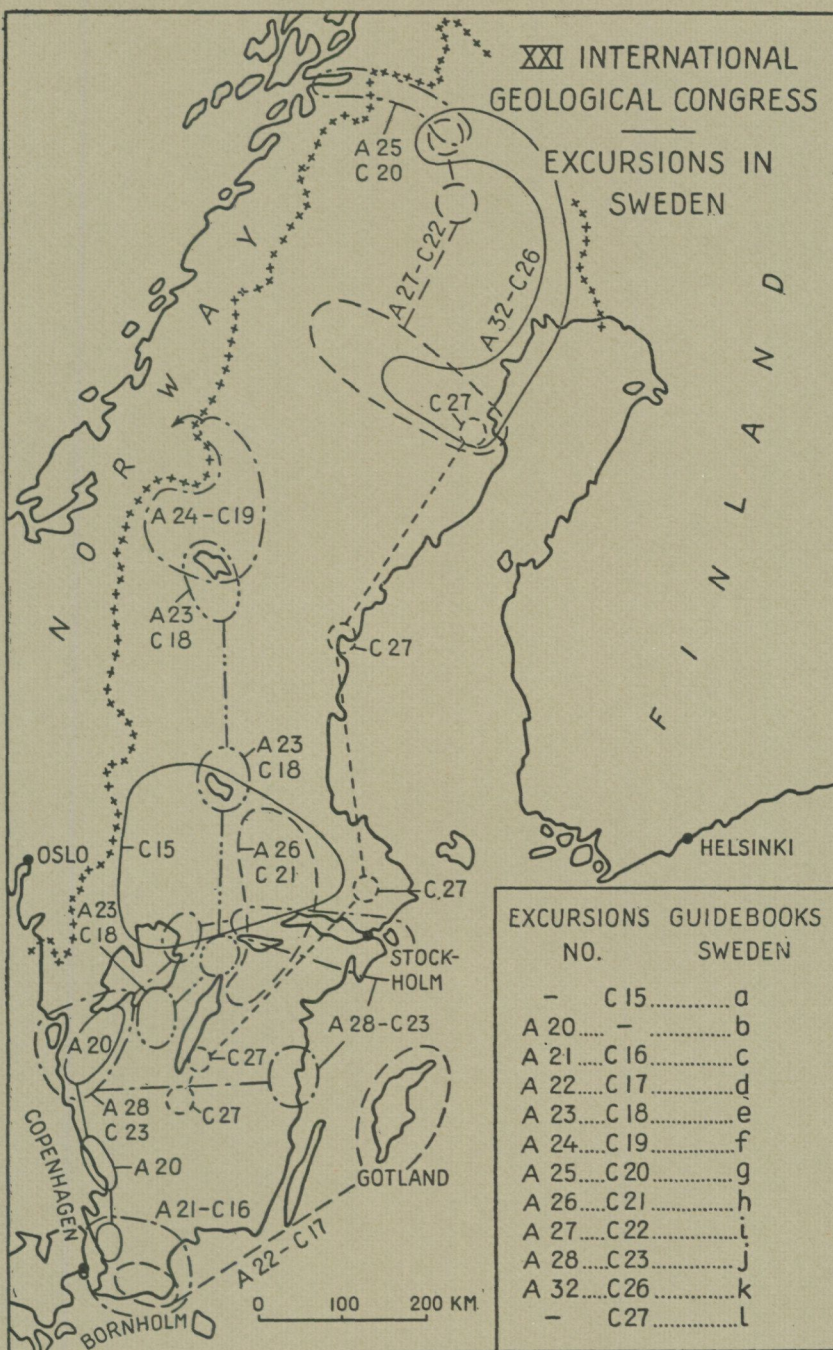 XXI INTERNATIONAL
GEOLOGICAL CONGRESS
EXCURSIONS IN
SWEDEN
A 25
C 20
NORWAY
A 27-C 22
A 32-C 26
FINLAND
C 27
A 24-C 19
A 23
C 18
C 27
A 23
C 18
OSLO
C 15
A 26
C 21
HELSINKI
C 27
A 23
C 18
STOCK-
HOLM
A 28-C 23
A 20
C 27
A 28
C 23
C 27
COPENHAGEN
A 20
GOTLAND
A 21-C 16
A 22-C 17
BORNHOLM
0 100 200 KM
EXCURSIONS GUIDEBOOKS
NO. SWEDEN
- C 15............a
A 20..... - ............b
A 21....C 16............c
A 22....C 17............d
A 23....C 18............e
A 24....C 19............f
A 25....C 20............g
A 26....C 21............h
A 27....C 22............i
A 28....C 23............j
A 32....C 26............k
- C 27............l